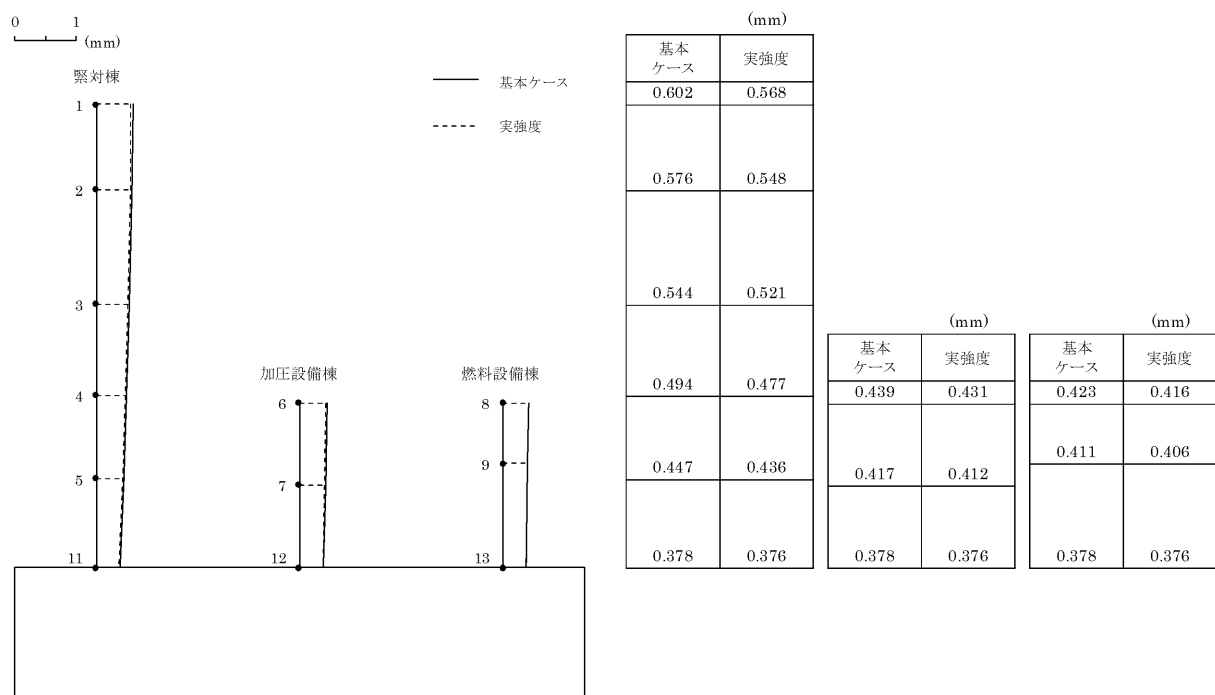 0 1
(mm)
緊対棟
基本ケース
実強度
1
2
3
4
5
11
加圧設備棟
6
7
12
燃料設備棟
8
9
13
(mm)
基本
ケース 実強度
0.602 0.568
0.576 0.548
0.544 0.521
0.494 0.477
0.447 0.436
0.378 0.376
(mm)
基本
ケース 実強度
0.439 0.431
0.417 0.412
0.378 0.376
(mm)
基本
ケース 実強度
0.423 0.416
0.411 0.406
0.378 0.376